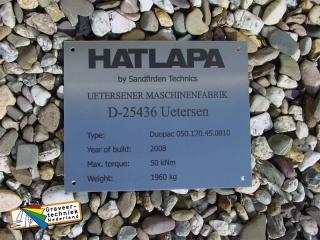 HATLAPA
by Sandfirden Technics
UETERSENER MASCHINENFABRIK
D-25436 Uetersen
Type: Duopac 050.170.45.0810
Year of build: 2008
Max. torque: 50 kNm
Weight: 1960 kg
Graveer-
techniek
Nederland